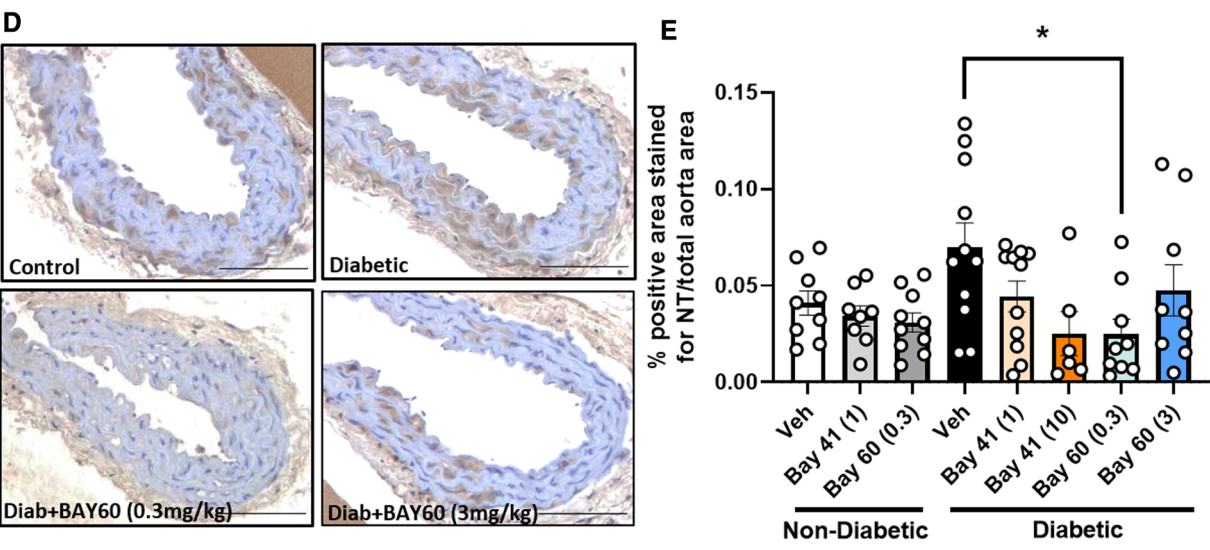 D
Control
Diabetic
Diab+BAY60 (0.3mg/kg)
Diab+BAY60 (3mg/kg)
E
*
% positive area stained
for NT/total aorta area
0.15
0.10
0.05
0.00
Veh
Bay 41 (1)
Bay 60 (0.3)
Veh
Bay 41 (1)
Bay 41 (10)
Bay 60 (0.3)
Bay 60 (3)
Non-Diabetic
Diabetic